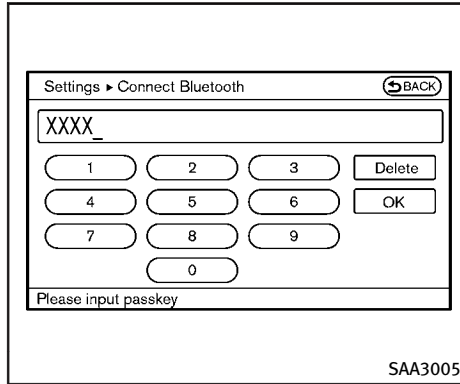 Settings ▸ Connect Bluetooth BACK
XXXX_
1 2 3 Delete
4 5 6 OK
7 8 9
0
Please input passkey
SAA3005